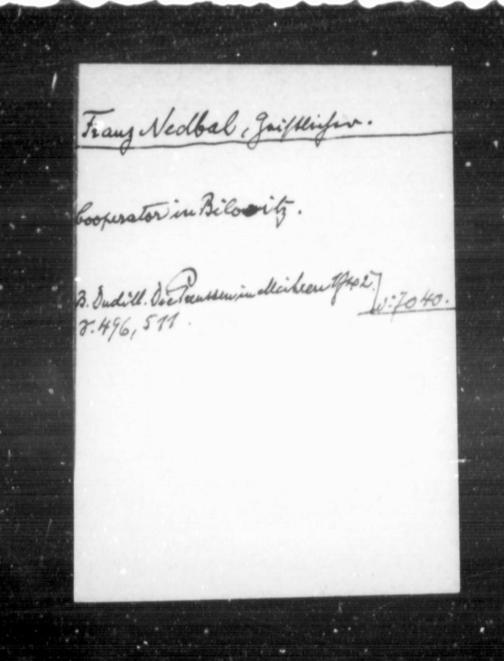 Franz Nedbal, Geistlicher.
Cooperator in Bilowitz.
B. Dudik. Die Preussen in Mähren 1742] W: 7040.
S. 496, 511.